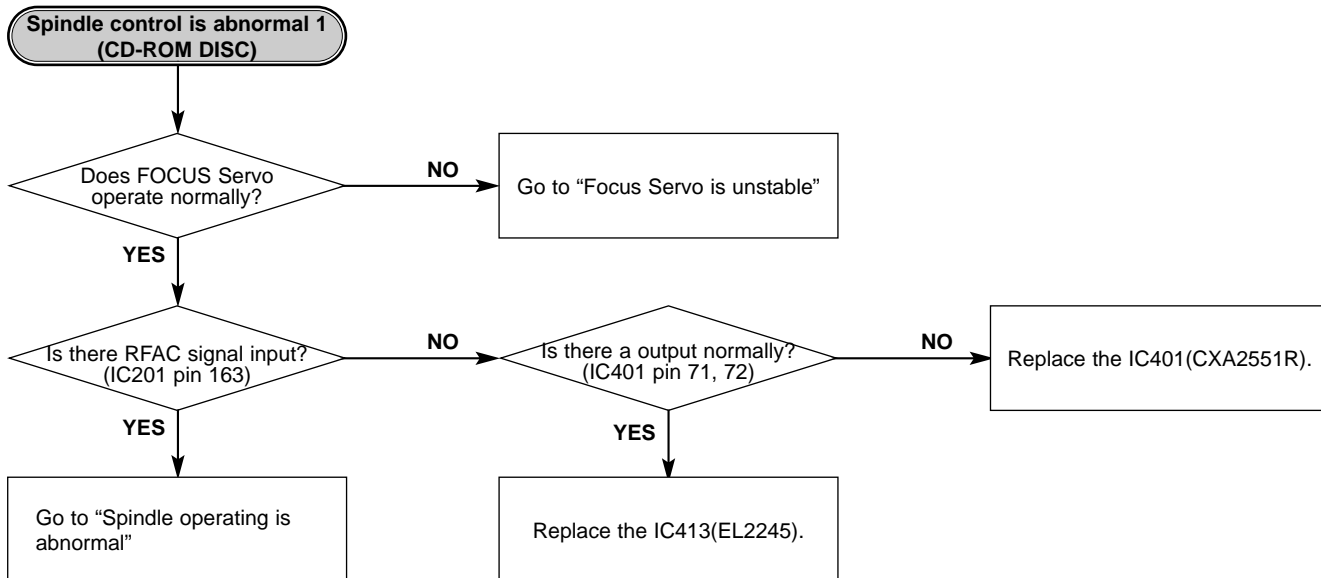 Spindle control is abnormal 1
(CD-ROM DISC)
Does FOCUS Servo
operate normally?
NO
Go to “Focus Servo is unstable”
YES
Is there RFAC signal input?
(IC201 pin 163)
NO
Is there a output normally?
(IC401 pin 71, 72)
NO
Replace the IC401(CXA2551R).
YES
YES
Go to “Spindle operating is
abnormal”
Replace the IC413(EL2245).